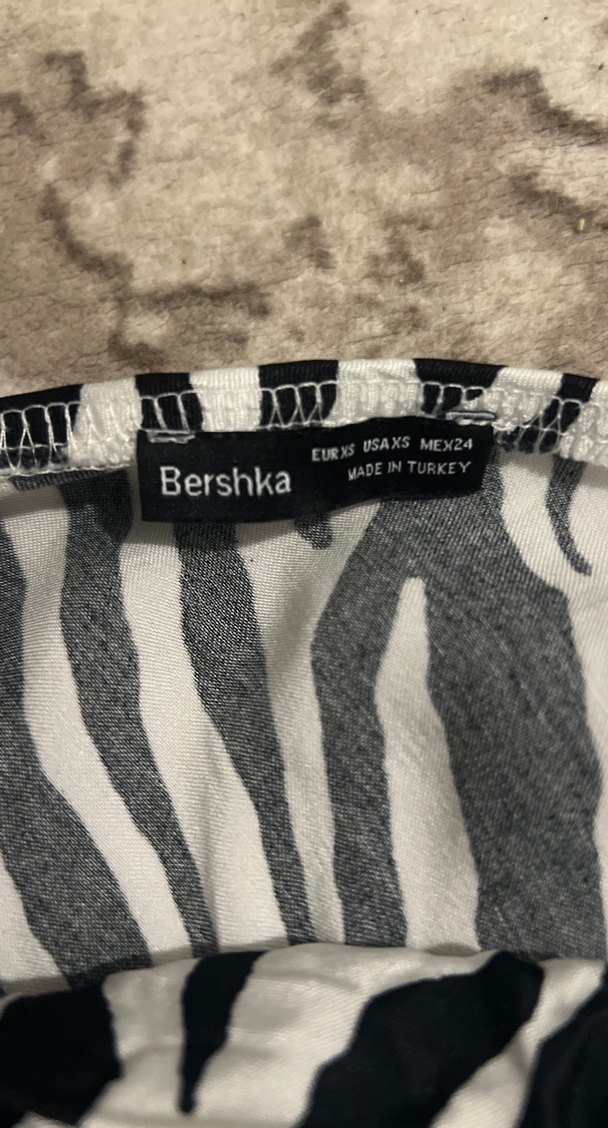 Bershka
EUR XS USA XS MEX 24
MADE IN TURKEY